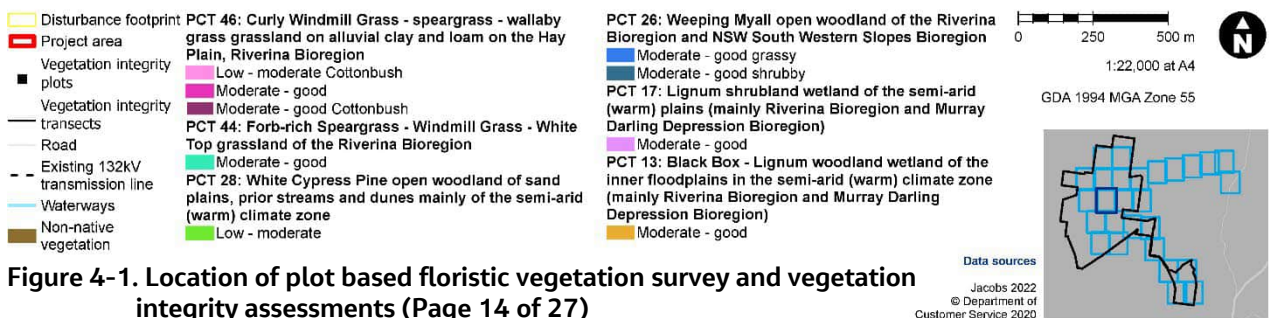 Disturbance footprint
Project area
Vegetation integrity
plots
Vegetation integrity
transects
Road
Existing 132kV
transmission line
Waterways
Non-native
vegetation
PCT 46: Curly Windmill Grass - speargrass - wallaby
grass grassland on alluvial clay and loam on the Hay
Plain, Riverina Bioregion
Low - moderate Cottonbush
Moderate - good
Moderate - good Cottonbush
PCT 44: Forb-rich Speargrass - Windmill Grass - White
Top grassland of the Riverina Bioregion
Moderate - good
PCT 28: White Cypress Pine open woodland of sand
plains, prior streams and dunes mainly of the semi-arid
(warm) climate zone
Low - moderate
PCT 26: Weeping Myall open woodland of the Riverina
Bioregion and NSW South Western Slopes Bioregion
Moderate - good grassy
Moderate - good shrubby
PCT 17: Lignum shrubland wetland of the semi-arid
(warm) plains (mainly Riverina Bioregion and Murray
Darling Depression Bioregion)
Moderate - good
PCT 13: Black Box - Lignum woodland wetland of the
inner floodplains in the semi-arid (warm) climate zone
(mainly Riverina Bioregion and Murray Darling
Depression Bioregion)
Moderate - good
0 250 500 m
N
1:22,000 at A4
GDA 1994 MGA Zone 55
Data sources
Jacobs 2022
© Department of
Customer Service 2020
Figure 4-1. Location of plot based floristic vegetation survey and vegetation
integrity assessments (Page 14 of 27)